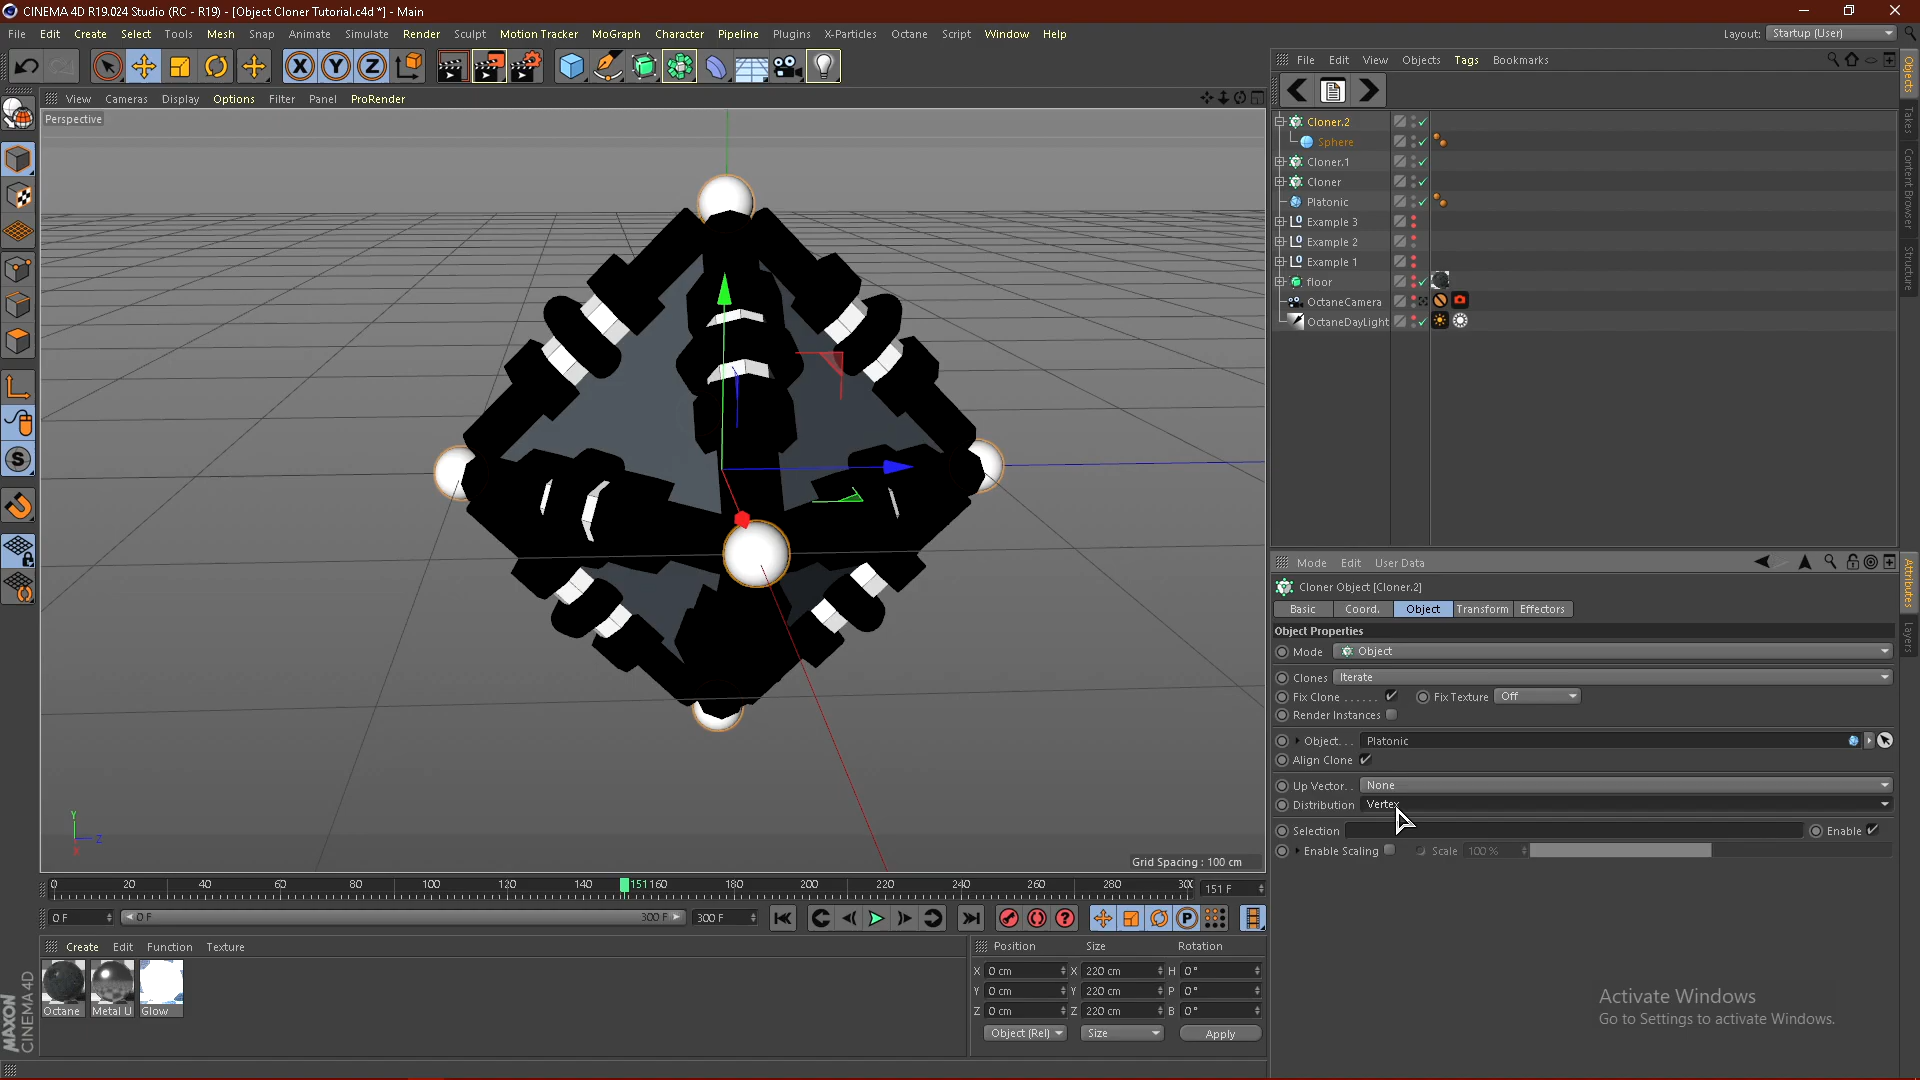 CINEMA 4D R19.024 Studio (RC - R19) - [Object Cloner Tutorial.c4d *] - Main
File Edit Create Select Tools Mesh Snap Animate Simulate Render Sculpt Motion Tracker MoGraph Character Pipeline Plugins X-Particles Octane Script Window Help
Layout: Startup (User)
View Cameras Display Options Filter Panel ProRender
Perspective
Grid Spacing : 100 cm
Y
Z
X
File Edit View Objects Tags Bookmarks
Cloner.2
Sphere
Cloner.1
Cloner
Platonic
Example 3
Example 2
Example 1
floor
OctaneCamera
OctaneDayLight
Objects
Takes
Content Browser
Structure
Mode Edit User Data
Cloner Object [Cloner.2]
Basic Coord. Object Transform Effectors
Object Properties
Mode Object
Clones Iterate
Fix Clone . . . . . . Fix Texture Off
Render Instances
Object. . . Platonic
Align Clone
Up Vector. . None
Distribution Vertex
Selection Enable
Enable Scaling Scale 100 %
Attributes
Layers
0 20 40 60 80 100 120 140 151 160 180 200 220 240 260 280 300 151 F
0 F 0 F 300 F 300 F
Create Edit Function Texture
Octane Metal U Glow
Position Size Rotation
X 0 cm X 220 cm H 0 °
Y 0 cm Y 220 cm P 0 °
Z 0 cm Z 220 cm B 0 °
Object (Rel) Size Apply
MAXON
CINEMA 4D
Activate Windows
Go to Settings to activate Windows.